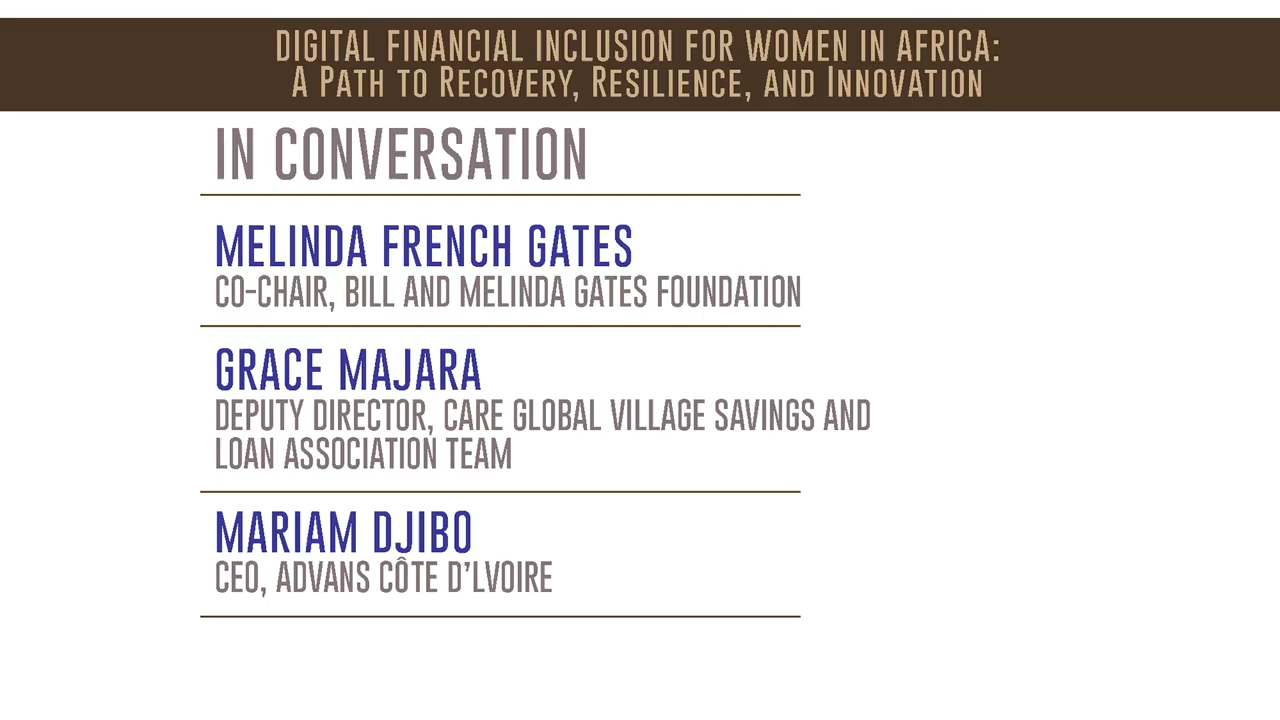 DIGITAL FINANCIAL INCLUSION FOR WOMEN IN AFRICA:
A PATH TO RECOVERY, RESILIENCE, AND INNOVATION
IN CONVERSATION
MELINDA FRENCH GATES
CO-CHAIR, BILL AND MELINDA GATES FOUNDATION
GRACE MAJARA
DEPUTY DIRECTOR, CARE GLOBAL VILLAGE SAVINGS AND
LOAN ASSOCIATION TEAM
MARIAM DJIBO
CEO, ADVANS CÔTE D’LVOIRE